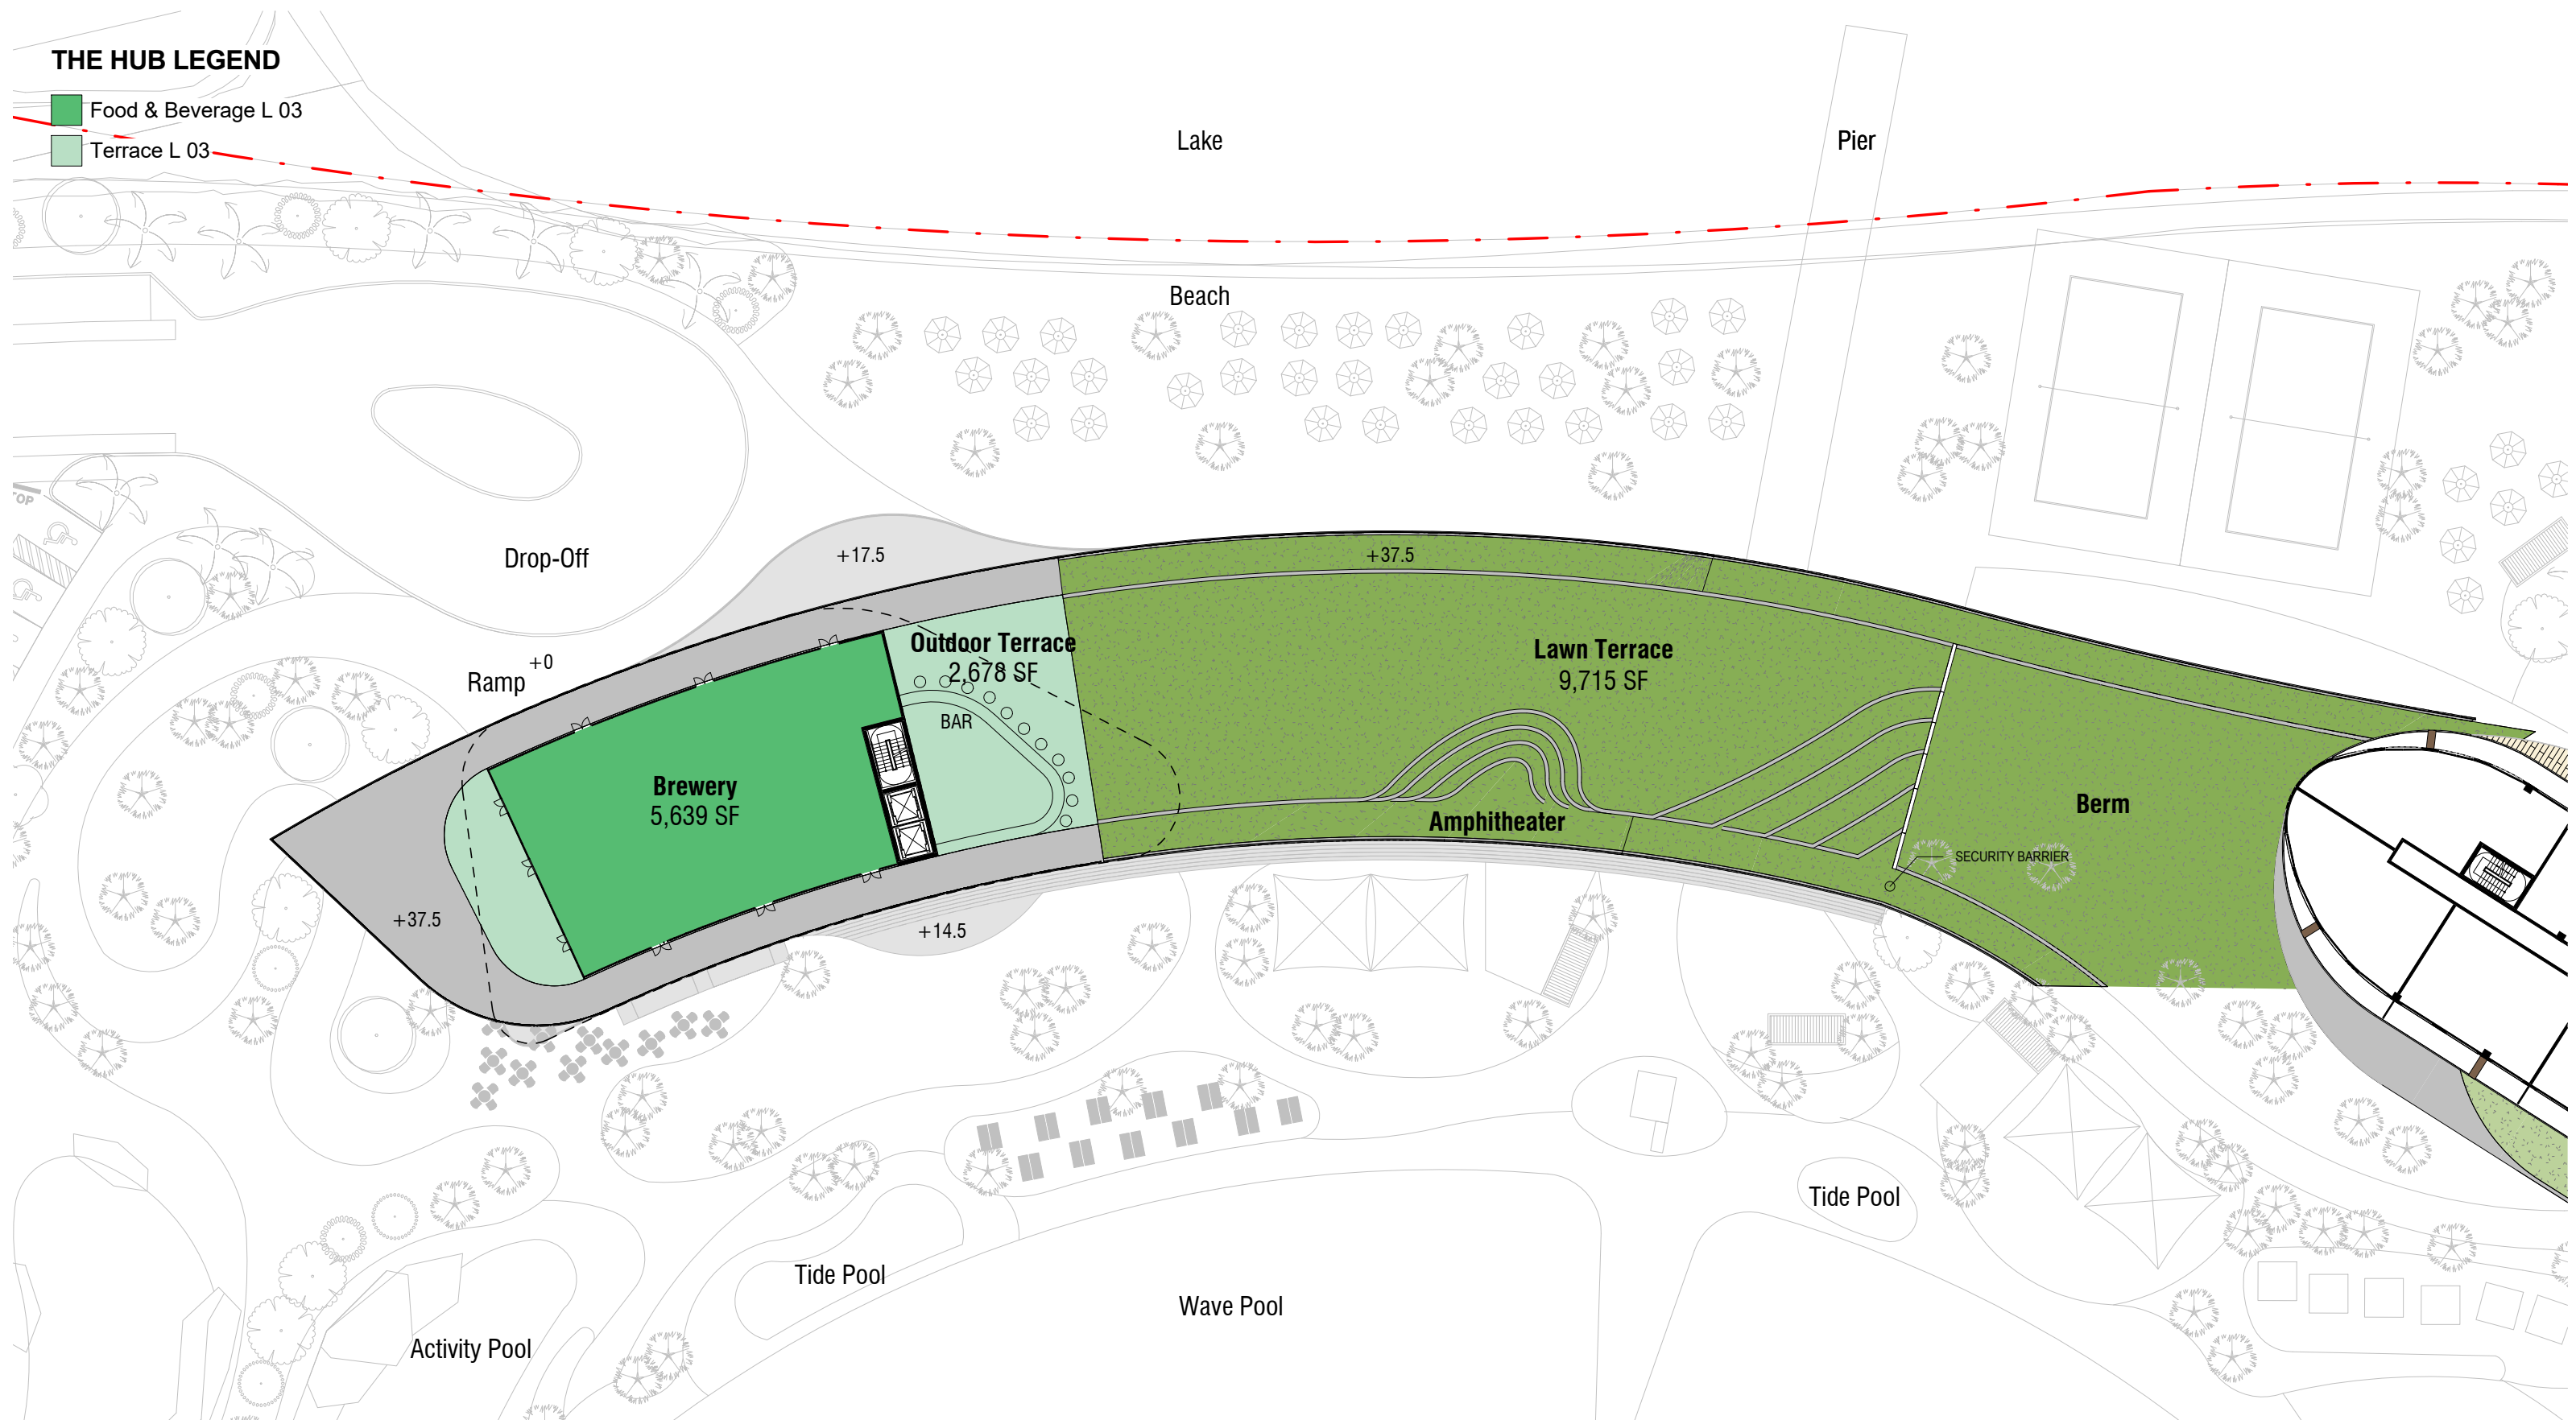 THE HUB LEGEND
Food & Beverage L 03
Terrace L 03
Lake
Pier
Beach
TOP
Drop-Off
+17.5
+37.5
+0
Ramp
Outdoor Terrace
2,678 SF
BAR
Lawn Terrace
9,715 SF
Brewery
5,639 SF
Amphitheater
Berm
SECURITY BARRIER
+37.5
+14.5
Tide Pool
Tide Pool
Wave Pool
Activity Pool